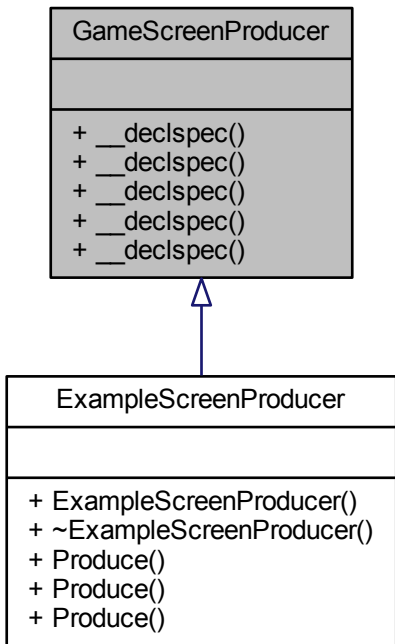 GameScreenProducer
+ __declspec()
+ __declspec()
+ __declspec()
+ __declspec()
+ __declspec()
ExampleScreenProducer
+ ExampleScreenProducer()
+ ~ExampleScreenProducer()
+ Produce()
+ Produce()
+ Produce()